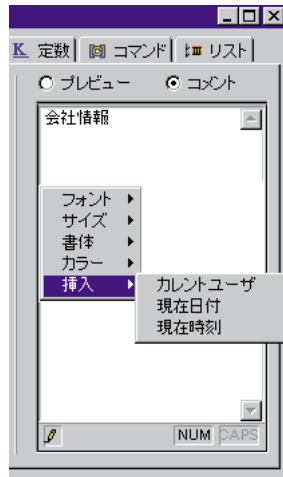 K 定数 コマンド リスト
プレビュー コメント
会社情報
フォント
サイズ
書体
カラー
挿入 カレントユーザ
現在日付
現在時刻
NUM CAPS